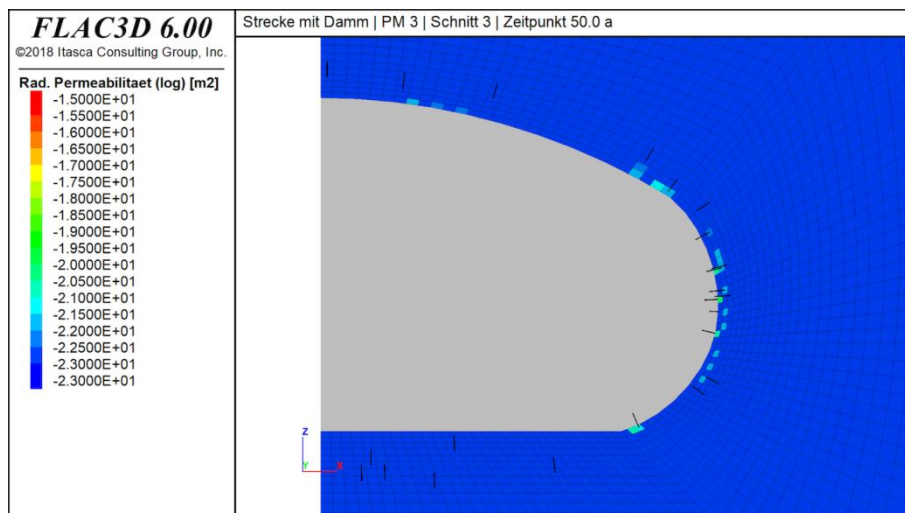 FLAC3D 6.00
©2018 Itasca Consulting Group, Inc.
Rad. Permeabilitaet (log) [m2]
-1.5000E+01
-1.5500E+01
-1.6000E+01
-1.6500E+01
-1.7000E+01
-1.7500E+01
-1.8000E+01
-1.8500E+01
-1.9000E+01
-1.9500E+01
-2.0000E+01
-2.0500E+01
-2.1000E+01
-2.1500E+01
-2.2000E+01
-2.2500E+01
-2.3000E+01
-2.3000E+01
Strecke mit Damm | PM 3 | Schnitt 3 | Zeitpunkt 50.0 a
Z
Y
X